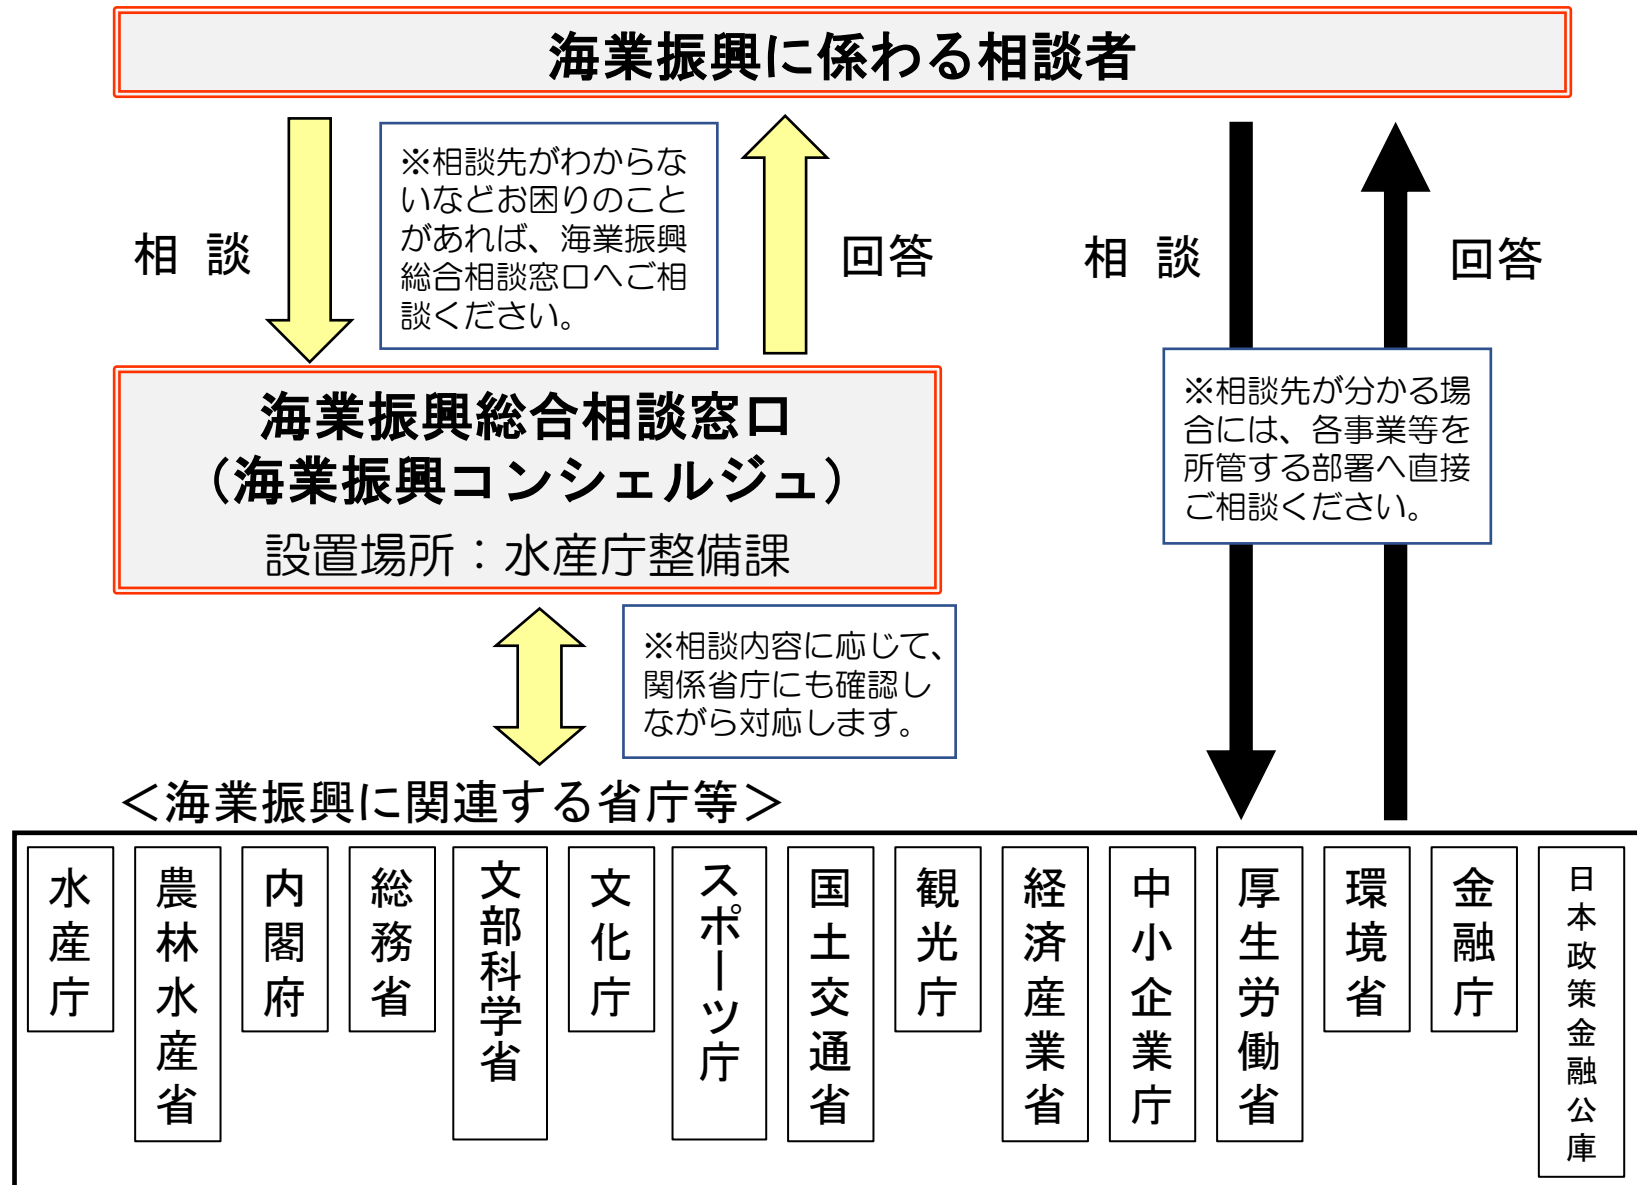 海業振興に係わる相談者
相 談
※相談先がわからな
いなどお困りのこと
があれば、海業振興
総合相談窓口へご相
談ください。
回答
相 談
回答
※相談先が分かる場
合には、各事業等を
所管する部署へ直接
ご相談ください。
海業振興総合相談窓口
（海業振興コンシェルジュ）
設置場所：水産庁整備課
※相談内容に応じて、
関係省庁にも確認し
ながら対応します。
＜海業振興に関連する省庁等＞
水産庁
農林水産省
内閣府
総務省
文部科学省
文化庁
スポーツ庁
国土交通省
観光庁
経済産業省
中小企業庁
厚生労働省
環境省
金融庁
日本政策金融公庫